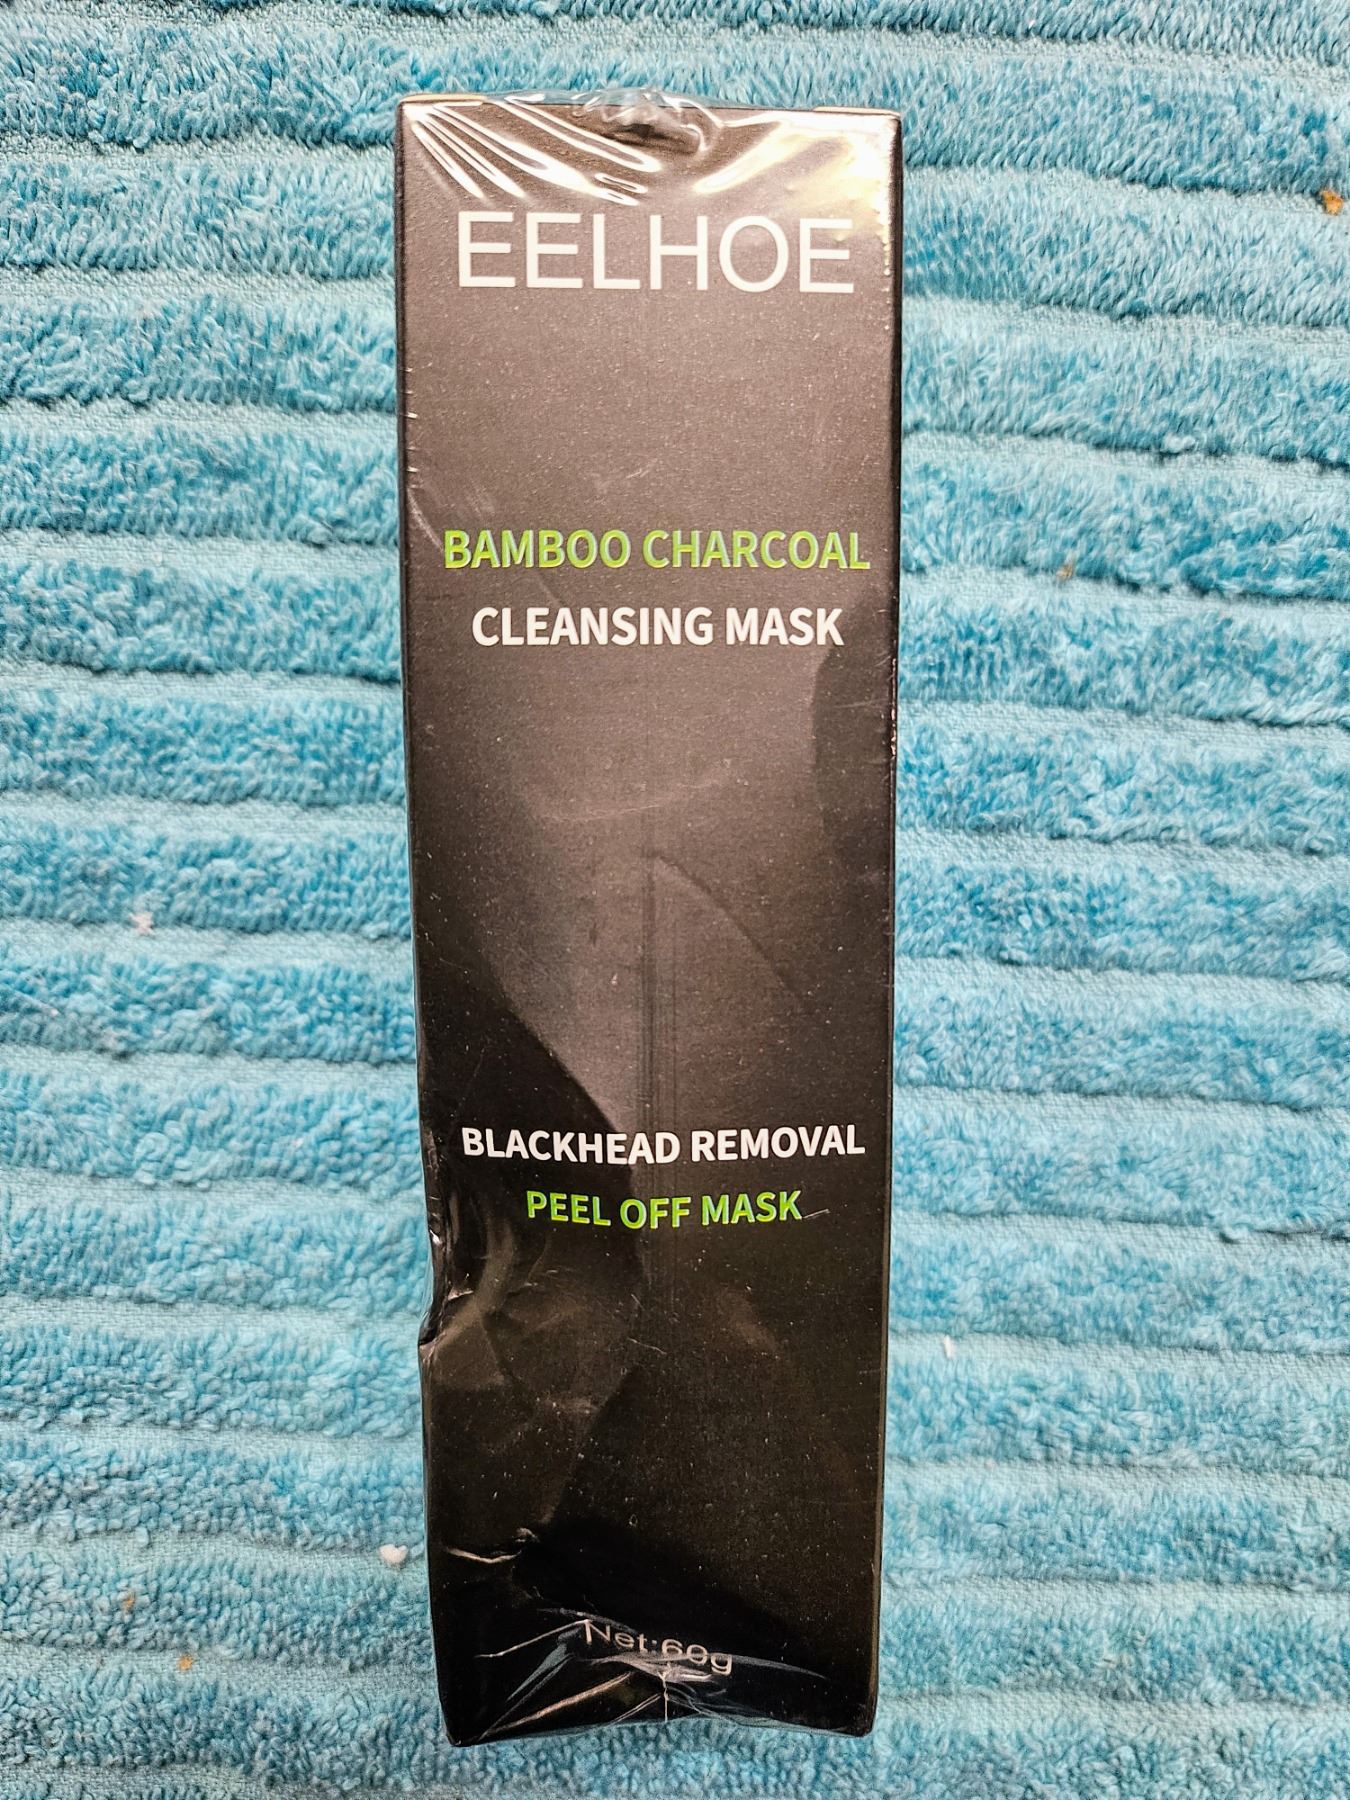 EELHOE
BAMBOO CHARCOAL
CLEANSING MASK
BLACKHEAD REMOVAL
PEEL OFF MASK
Net:60g